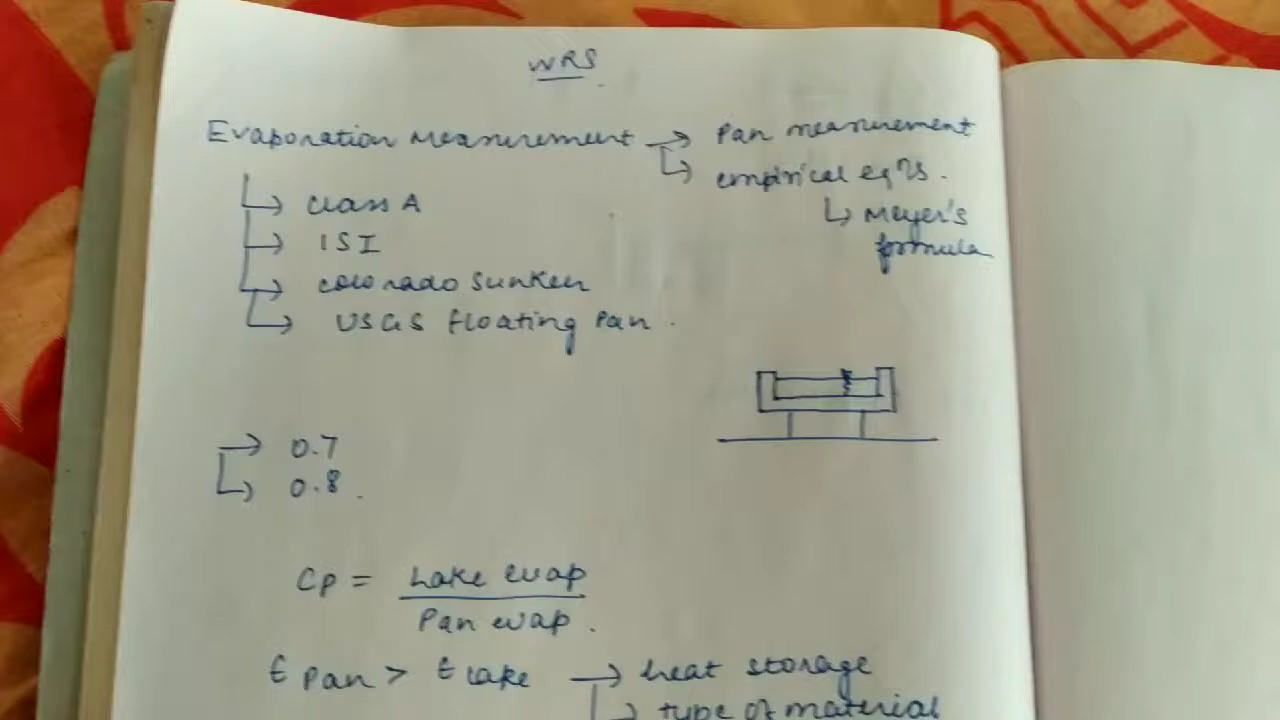 WRS
Evaporation Measurement → Pan measurement
↳ empirical eqns.
↳ class A
↳ Meyer's
formula
↳ ISI
↳ colorado sunken
↳ USGS floating Pan.
→ 0.7
↳ 0.8.
Cp = Lake evap
Pan evap.
E Pan > E Lake → heat storage
↳ type of material